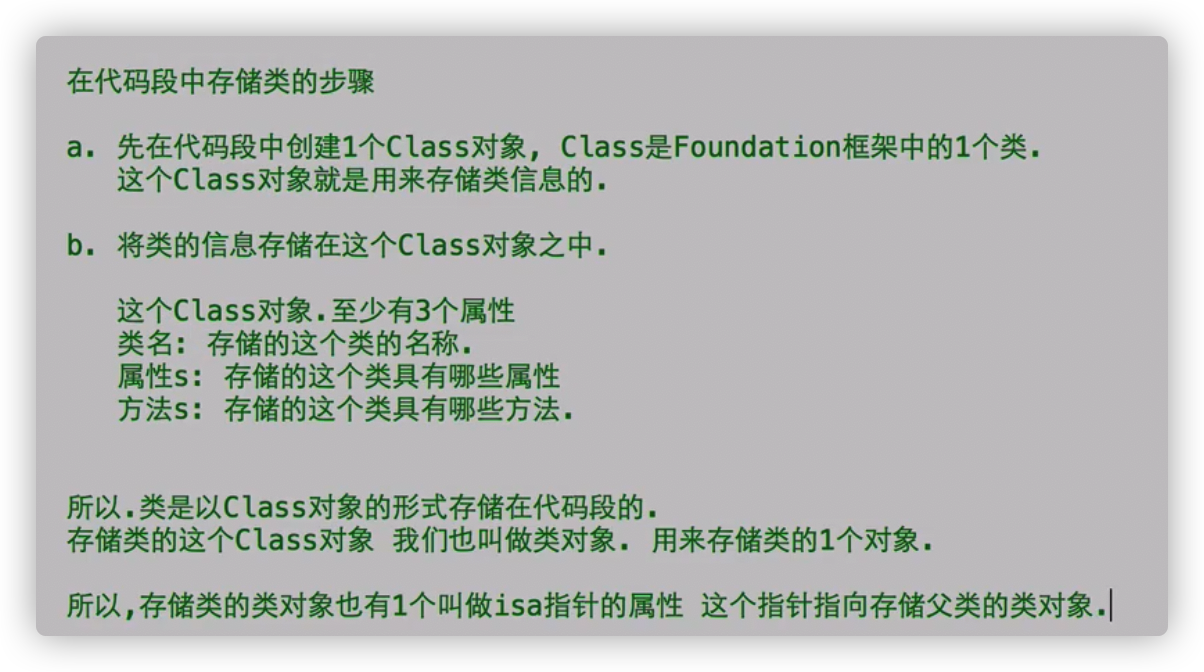 在代码段中存储类的步骤
a. 先在代码段中创建1个Class对象, Class是Foundation框架中的1个类.
这个Class对象就是用来存储类信息的.
b. 将类的信息存储在这个Class对象之中.
这个Class对象.至少有3个属性
类名: 存储的这个类的名称.
属性s: 存储的这个类具有哪些属性
方法s: 存储的这个类具有哪些方法.
所以.类是以Class对象的形式存储在代码段的.
存储类的这个Class对象 我们也叫做类对象. 用来存储类的1个对象.
所以,存储类的类对象也有1个叫做isa指针的属性 这个指针指向存储父类的类对象.